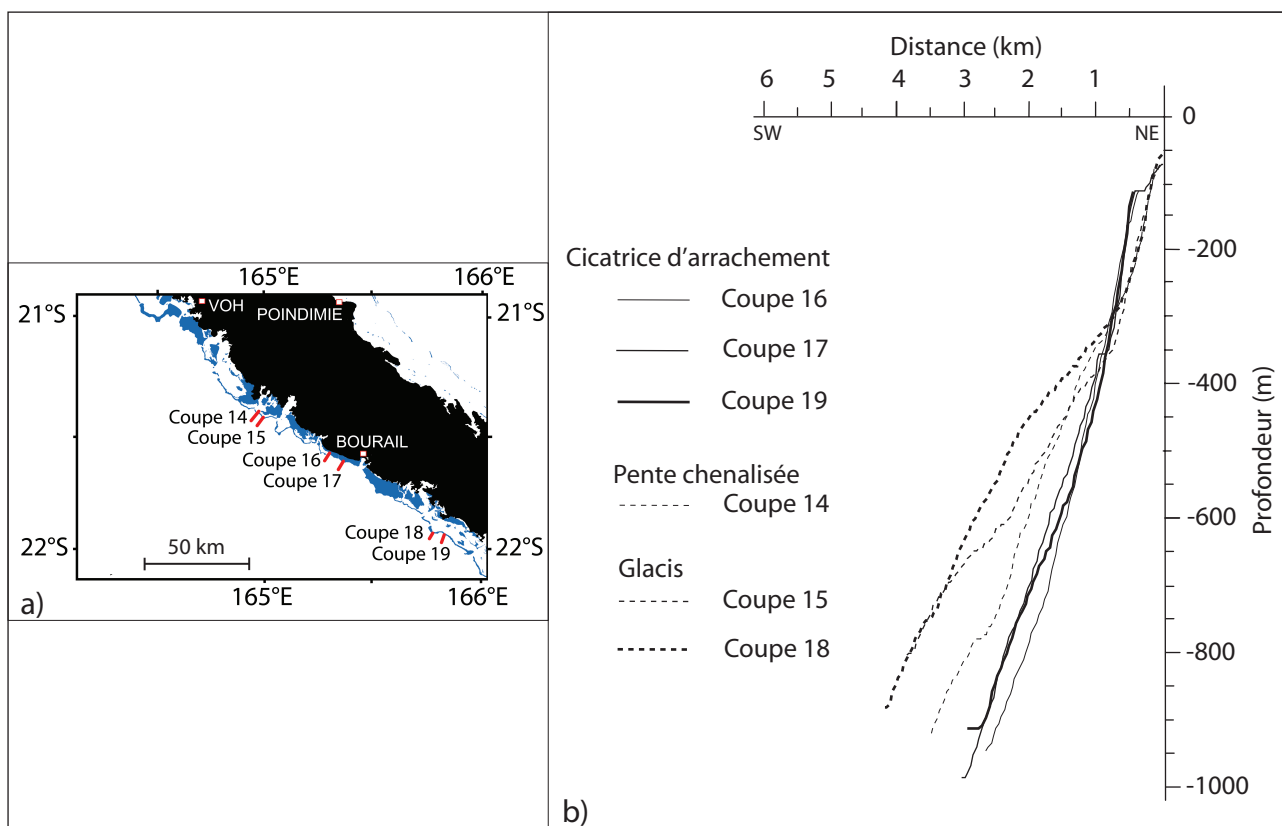 165°E 166°E
21°S 21°S
VOH
POINDIMIE
Coupe 14
Coupe 15
BOURAIL
Coupe 16
Coupe 17
Coupe 18
Coupe 19
22°S 22°S
50 km
165°E 166°E
a)
Distance (km)
6 5 4 3 2 1
0
SW NE
-200
Cicatrice d'arrachement
Coupe 16
Coupe 17
-400
Coupe 19
Profondeur (m)
Pente chenalisée
Coupe 14
-600
Glacis
Coupe 15
Coupe 18
-800
-1000
b)